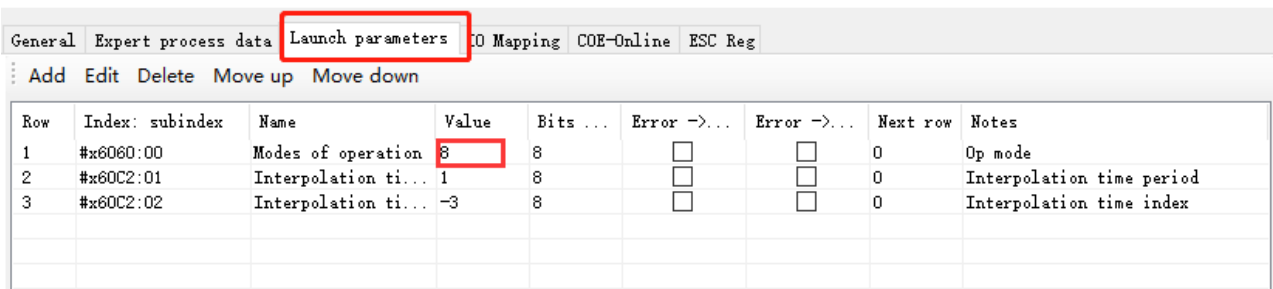 General Expert process data Launch parameters IO Mapping COE-Online ESC Reg
Add Edit Delete Move up Move down
Row Index: subindex Name Value Bits ... Error ->... Error ->... Next row Notes
1 #x6060:00 Modes of operation 8 8 0 Op mode
2 #x60C2:01 Interpolation ti... 1 8 0 Interpolation time period
3 #x60C2:02 Interpolation ti... -3 8 0 Interpolation time index